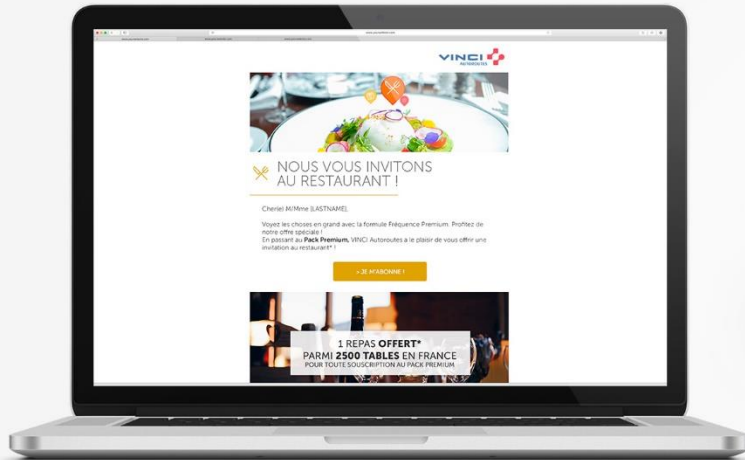 VINCI
AUTOROUTES
NOUS VOUS INVITONS
AU RESTAURANT !
Cher(e) M/Mme [LASTNAME],
Voyez les choses en grand avec la formule Fréquence Premium. Profitez de
notre offre spéciale !
En passant au Pack Premium, VINCI Autoroutes a le plaisir de vous offrir une
invitation au restaurant* !
> JE M'ABONNE !
1 REPAS OFFERT*
PARMI 2500 TABLES EN FRANCE
POUR TOUTE SOUSCRIPTION AU PACK PREMIUM